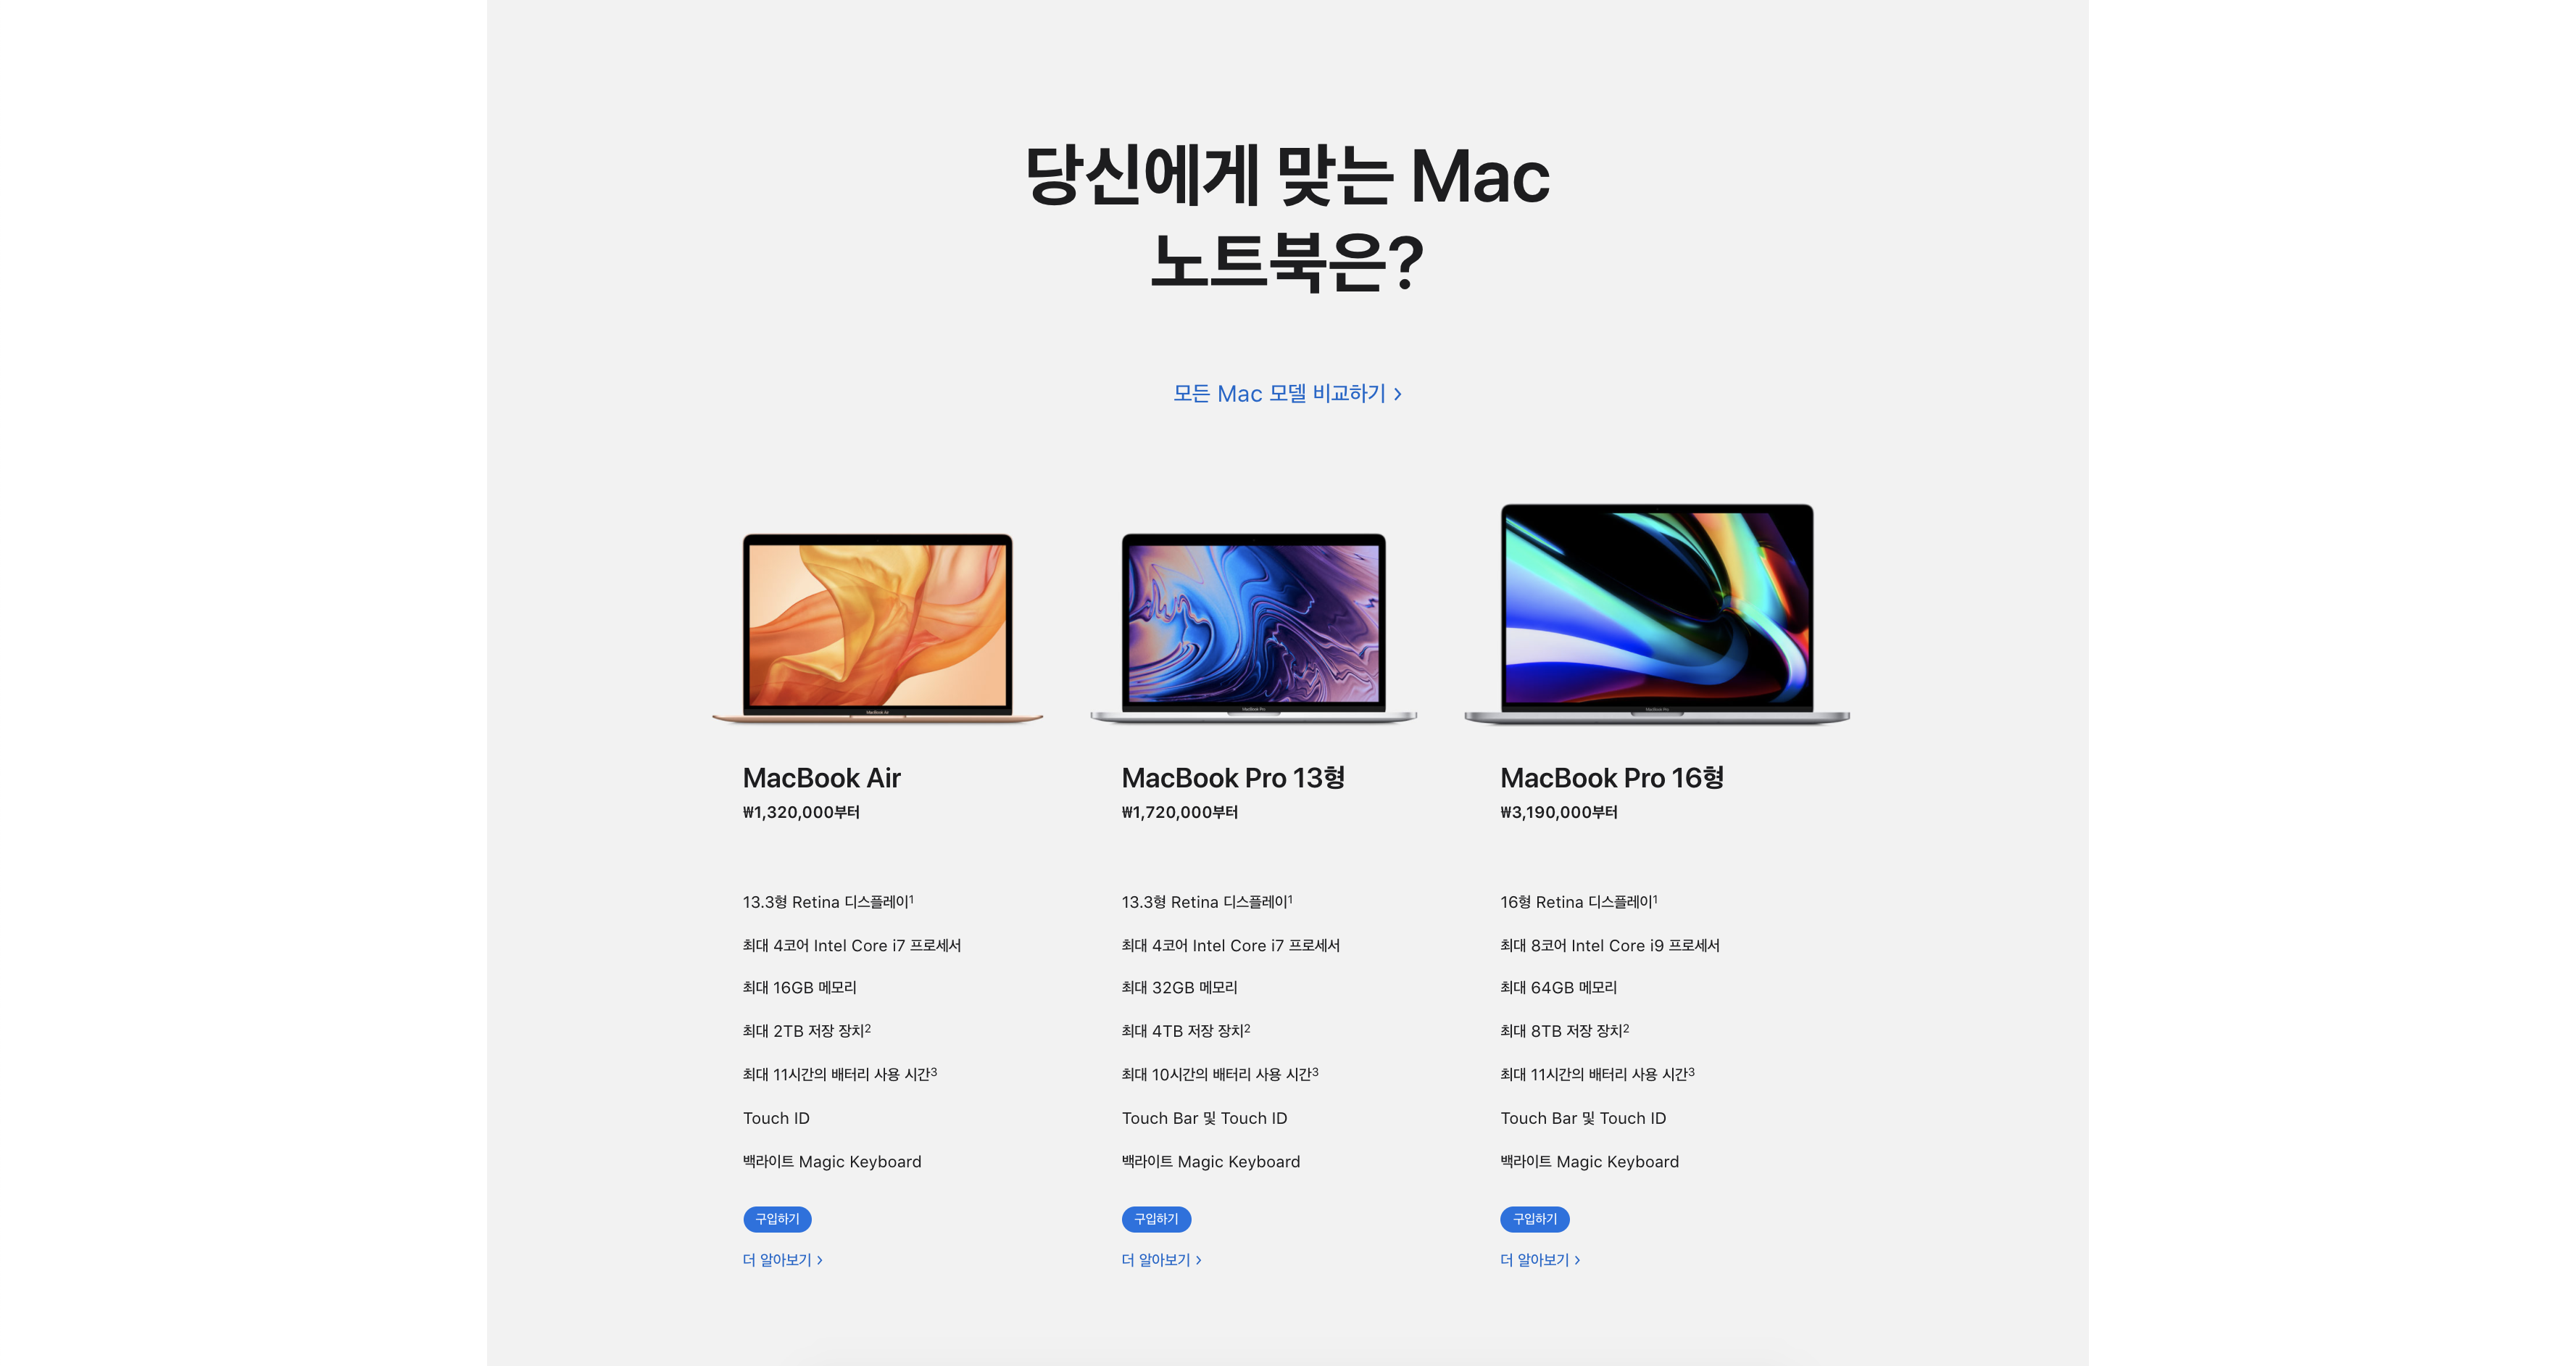 당신에게 맞는 Mac
노트북은?
모든 Mac 모델 비교하기 >
MacBook Air
MacBook Pro
MacBook Pro
MacBook Air
₩1,320,000부터
13.3형 Retina 디스플레이1
최대 4코어 Intel Core i7 프로세서
최대 16GB 메모리
최대 2TB 저장 장치2
최대 11시간의 배터리 사용 시간3
Touch ID
백라이트 Magic Keyboard
구입하기
더 알아보기 >
MacBook Pro 13형
₩1,720,000부터
13.3형 Retina 디스플레이1
최대 4코어 Intel Core i7 프로세서
최대 32GB 메모리
최대 4TB 저장 장치2
최대 10시간의 배터리 사용 시간3
Touch Bar 및 Touch ID
백라이트 Magic Keyboard
구입하기
더 알아보기 >
MacBook Pro 16형
₩3,190,000부터
16형 Retina 디스플레이1
최대 8코어 Intel Core i9 프로세서
최대 64GB 메모리
최대 8TB 저장 장치2
최대 11시간의 배터리 사용 시간3
Touch Bar 및 Touch ID
백라이트 Magic Keyboard
구입하기
더 알아보기 >